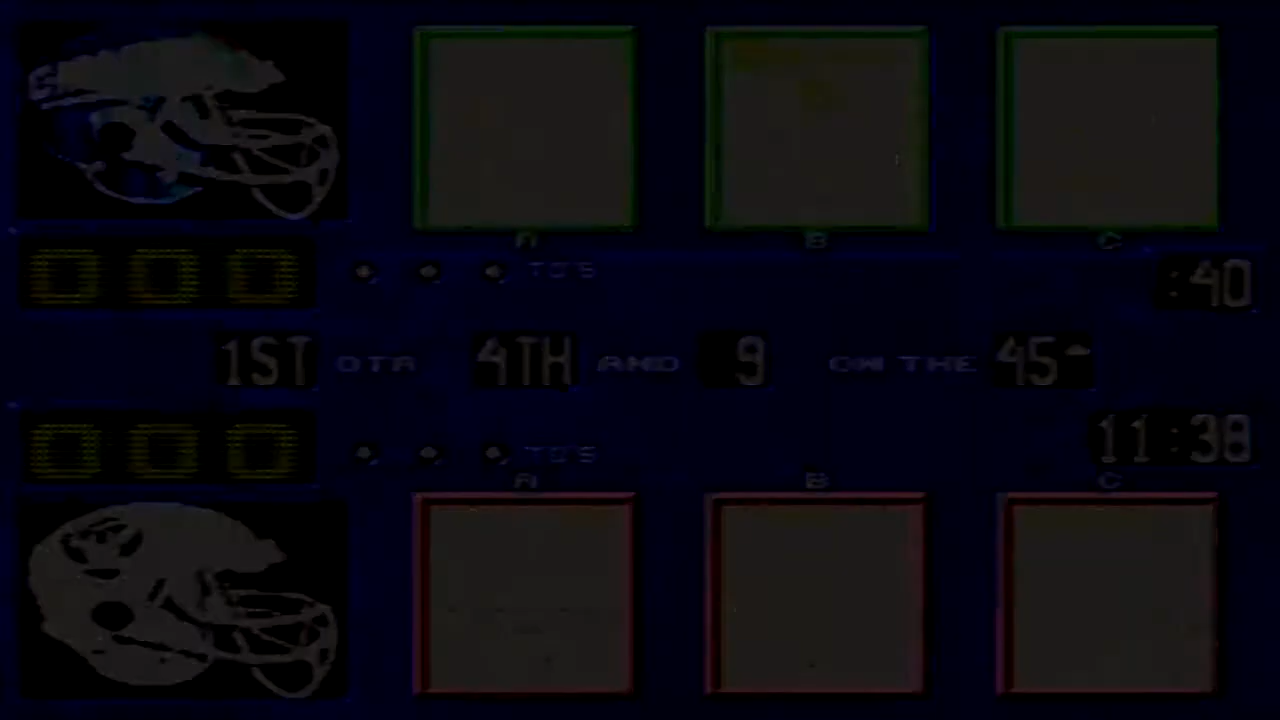 A B C
000 TO'S :40
1ST QTR 4TH AND 9 ON THE 45
000 TO'S 11:38
A B C